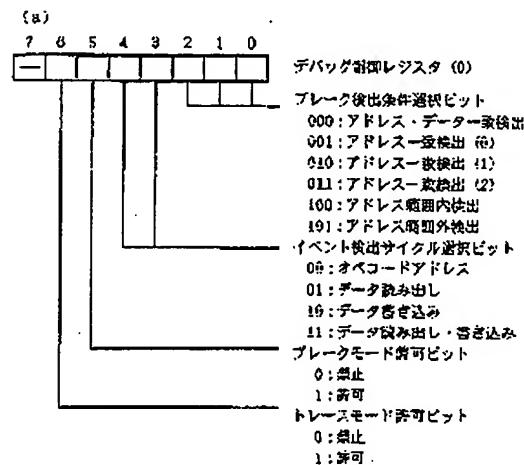 (a)
7 6 5 4 3 2 1 0
デバッグ制御レジスタ (0)
ブレーク検出条件選択ビット
000:アドレス・データ一致検出
001:アドレス一致検出 (0)
010:アドレス一致検出 (1)
011:アドレス一致検出 (2)
100:アドレス範囲内検出
101:アドレス範囲外検出
イベント検出サイクル選択ビット
00:オペコードアドレス
01:データ読み出し
10:データ書き込み
11:データ読み出し・書き込み
ブレークモード許可ビット
0:禁止
1:許可
トレースモード許可ビット
0:禁止
1:許可